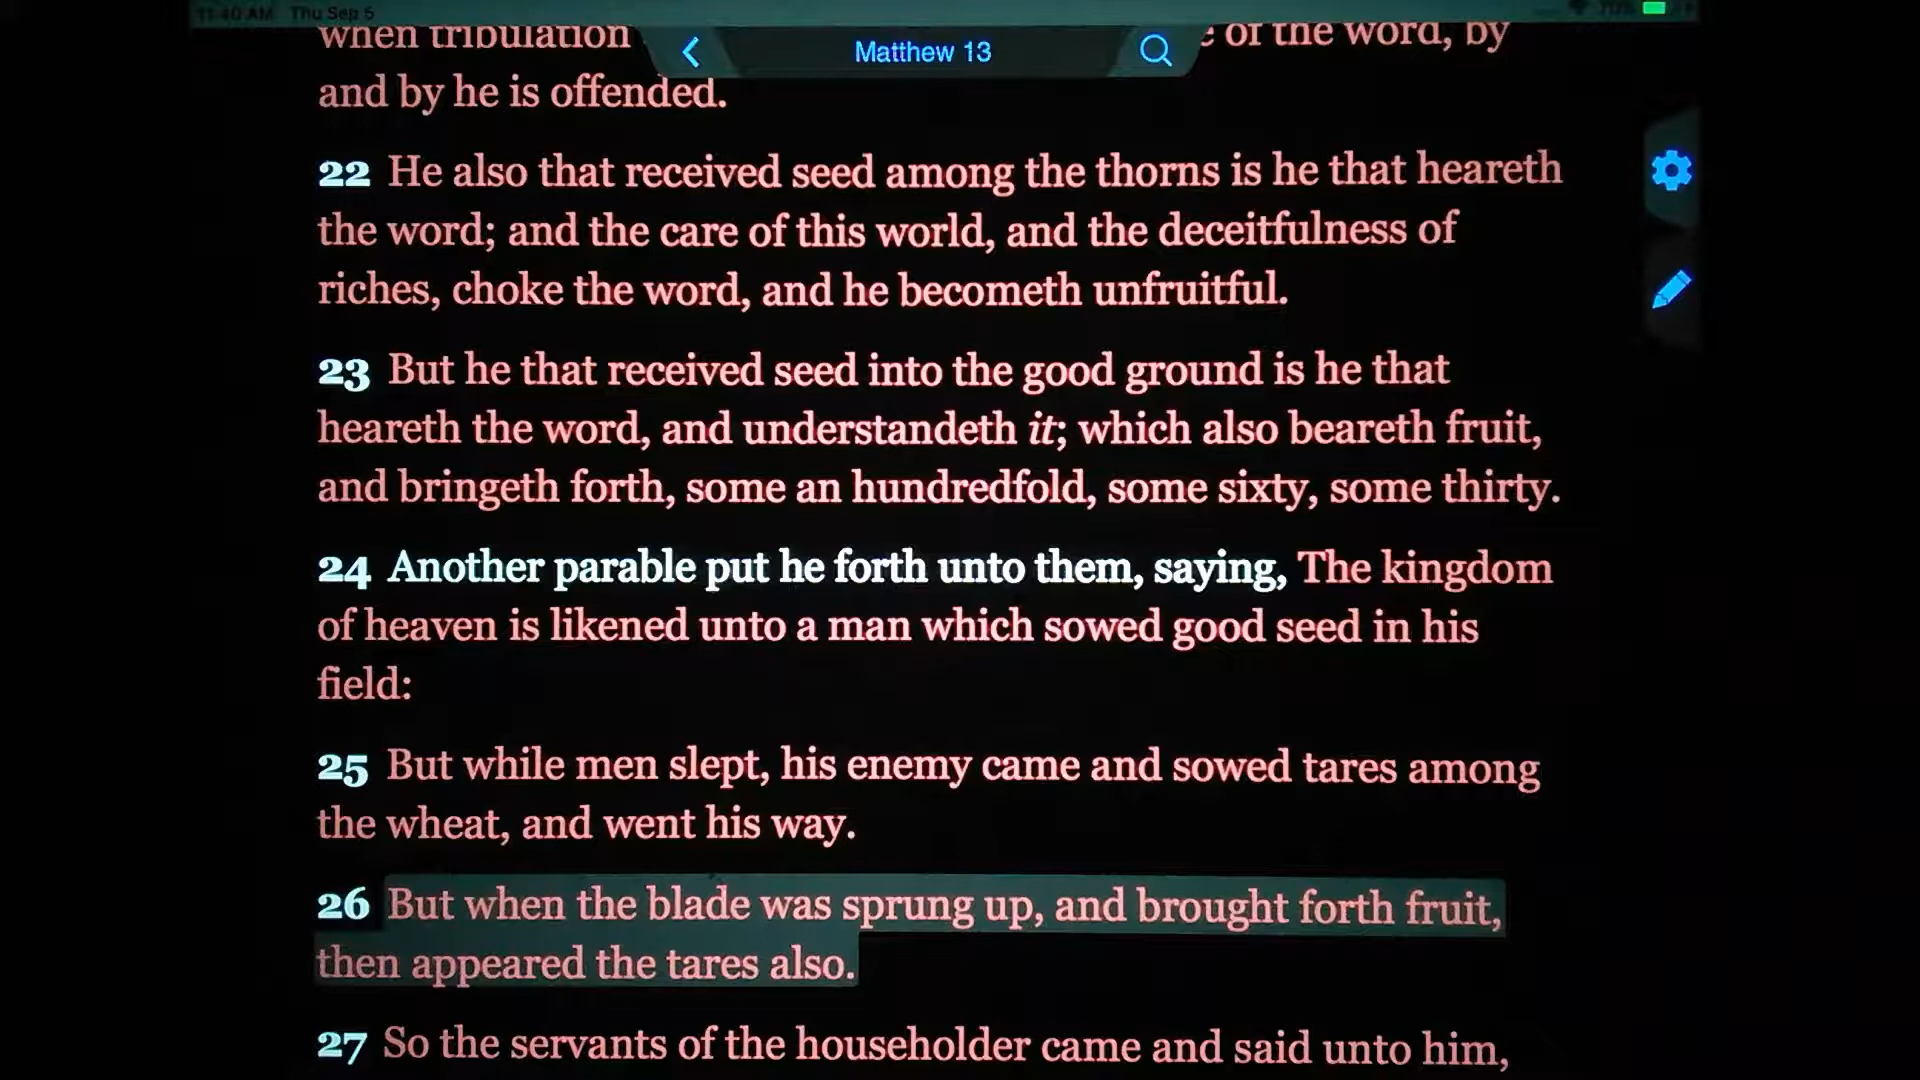 11:40 AM Thu Sep 5
Matthew 13
when tribulation of the word, by
and by he is offended.
22 He also that received seed among the thorns is he that heareth
the word; and the care of this world, and the deceitfulness of
riches, choke the word, and he becometh unfruitful.
23 But he that received seed into the good ground is he that
heareth the word, and understandeth it; which also beareth fruit,
and bringeth forth, some an hundredfold, some sixty, some thirty.
24 Another parable put he forth unto them, saying, The kingdom
of heaven is likened unto a man which sowed good seed in his
field:
25 But while men slept, his enemy came and sowed tares among
the wheat, and went his way.
26 But when the blade was sprung up, and brought forth fruit,
then appeared the tares also.
27 So the servants of the householder came and said unto him,